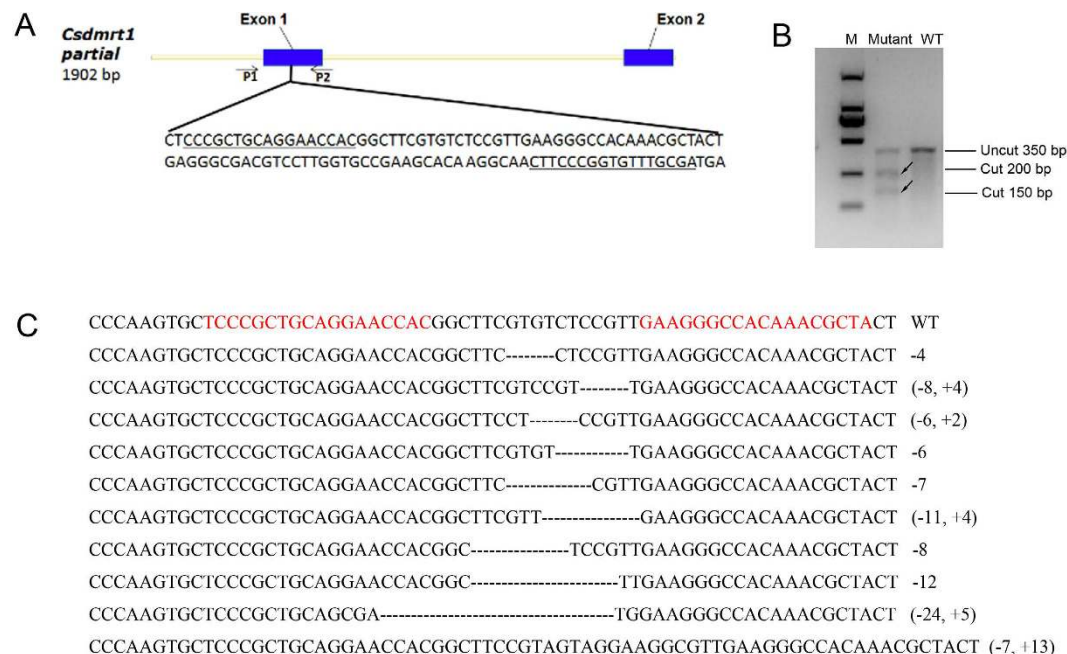 A
Csdmrt1
partial
1902 bp
Exon 1
Exon 2
P1
P2
CTCCCGCTGCAGGAACCACGGCTTCGTGTCTCCGTTGAAGGGCCACAAACGCTACT
GAGGGCGACGTCCTTGGTGCCGAAGCACAAGGCAACTTCCCGGTGTTTGCGATGA
B
M Mutant WT
Uncut 350 bp
Cut 200 bp
Cut 150 bp
C
CCCAAGTGCTCCCGCTGCAGGAACCACGGCTTCGTGTCTCCGTTGAAGGGCCACAAACGCTACT WT
CCCAAGTGCTCCCGCTGCAGGAACCACGGCTTC--------CTCCGTTGAAGGGCCACAAACGCTACT -4
CCCAAGTGCTCCCGCTGCAGGAACCACGGCTTCGTCCGT--------TGAAGGGCCACAAACGCTACT (-8, +4)
CCCAAGTGCTCCCGCTGCAGGAACCACGGCTTCCT--------CCGTTGAAGGGCCACAAACGCTACT (-6, +2)
CCCAAGTGCTCCCGCTGCAGGAACCACGGCTTCGTGT------------TGAAGGGCCACAAACGCTACT -6
CCCAAGTGCTCCCGCTGCAGGAACCACGGCTTC--------------CGTTGAAGGGCCACAAACGCTACT -7
CCCAAGTGCTCCCGCTGCAGGAACCACGGCTTCGTT----------------GAAGGGCCACAAACGCTACT (-11, +4)
CCCAAGTGCTCCCGCTGCAGGAACCACGGC----------------TCCGTTGAAGGGCCACAAACGCTACT -8
CCCAAGTGCTCCCGCTGCAGGAACCACGGC------------------------TTGAAGGGCCACAAACGCTACT -12
CCCAAGTGCTCCCGCTGCAGCGA--------------------------------------TGGAAGGGCCACAAACGCTACT (-24, +5)
CCCAAGTGCTCCCGCTGCAGGAACCACGGCTTCCGTAGTAGGAAGGCGTTGAAGGGCCACAAACGCTACT (-7, +13)